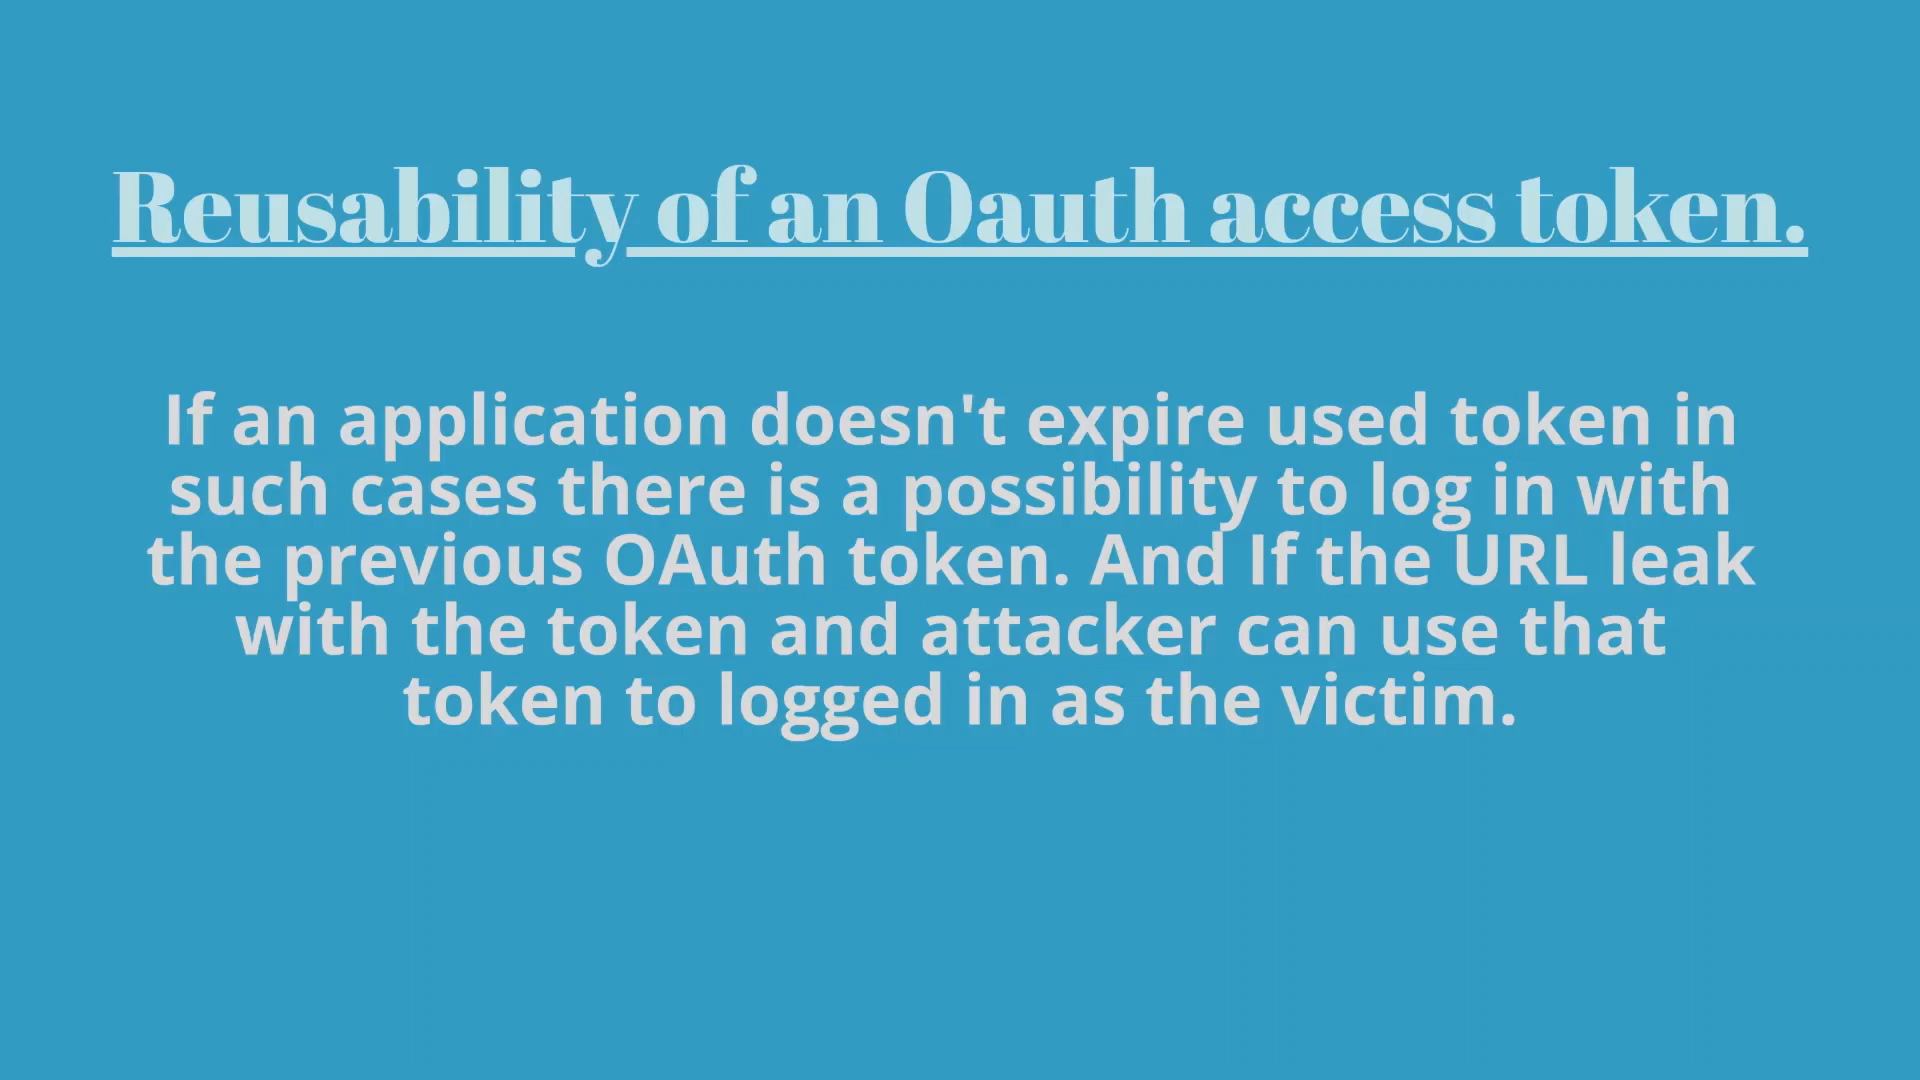 Reusability of an Oauth access token.
If an application doesn't expire used token in
such cases there is a possibility to log in with
the previous OAuth token. And If the URL leak
with the token and attacker can use that
token to logged in as the victim.